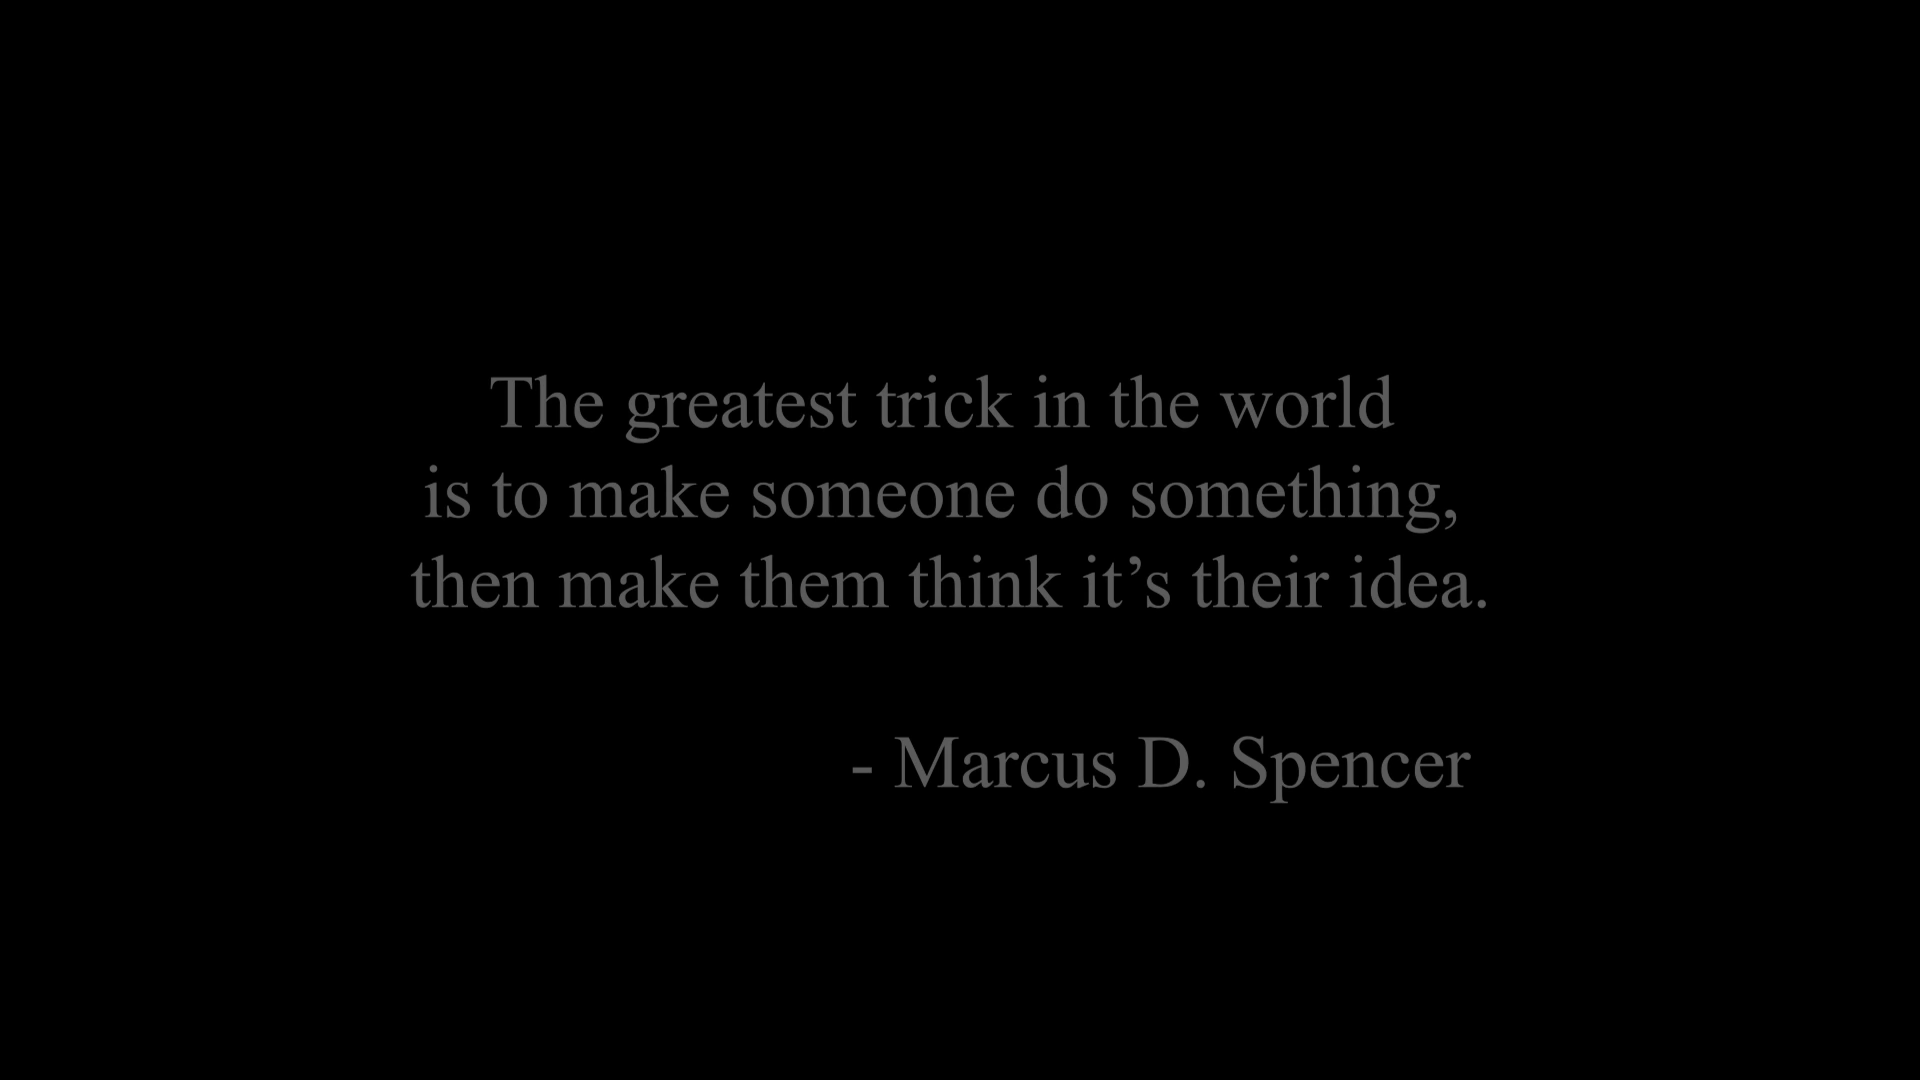 The greatest trick in the world
is to make someone do something,
then make them think it’s their idea.
- Marcus D. Spencer